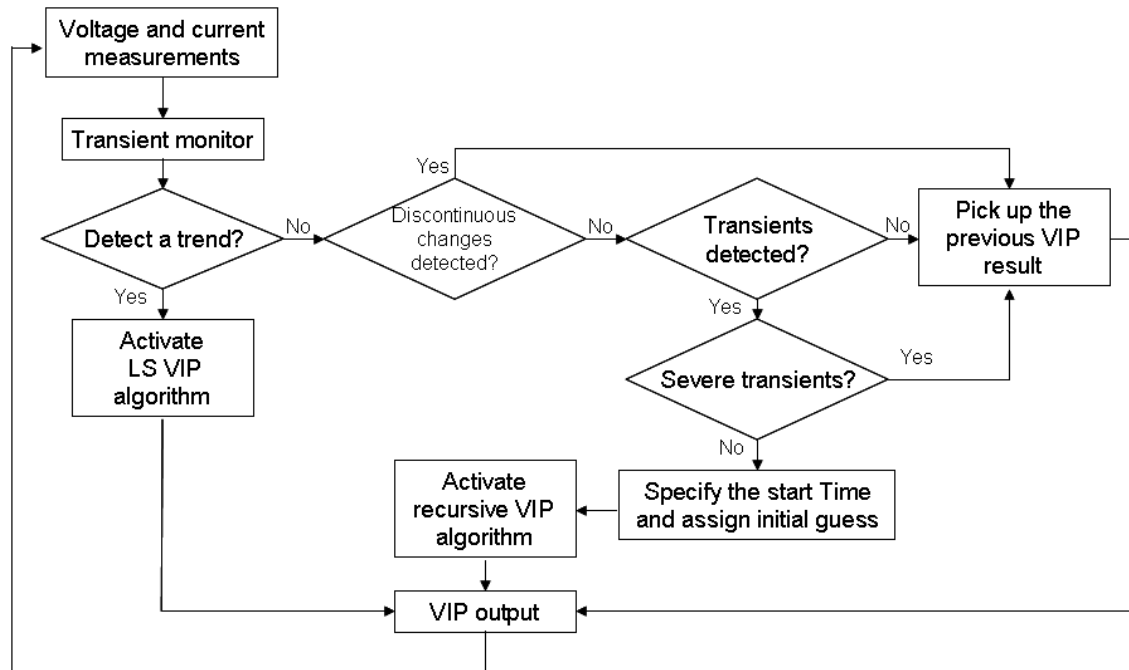 Voltage and current
measurements
Transient monitor
Detect a trend?
No
Yes
Discontinuous
changes
detected?
Yes
No
Transients
detected?
No
Yes
Pick up the
previous VIP
result
Activate
LS VIP
algorithm
Severe transients?
Yes
No
Specify the start Time
and assign initial guess
Activate
recursive VIP
algorithm
VIP output